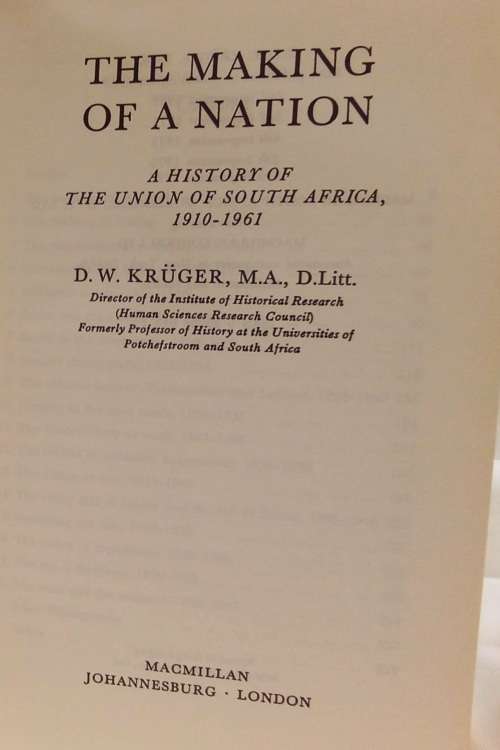 THE MAKING
OF A NATION
A HISTORY OF
THE UNION OF SOUTH AFRICA,
1910-1961
D. W. KRÜGER, M.A., D.Litt.
Director of the Institute of Historical Research
(Human Sciences Research Council)
Formerly Professor of History at the Universities of
Potchefstroom and South Africa
MACMILLAN
JOHANNESBURG · LONDON